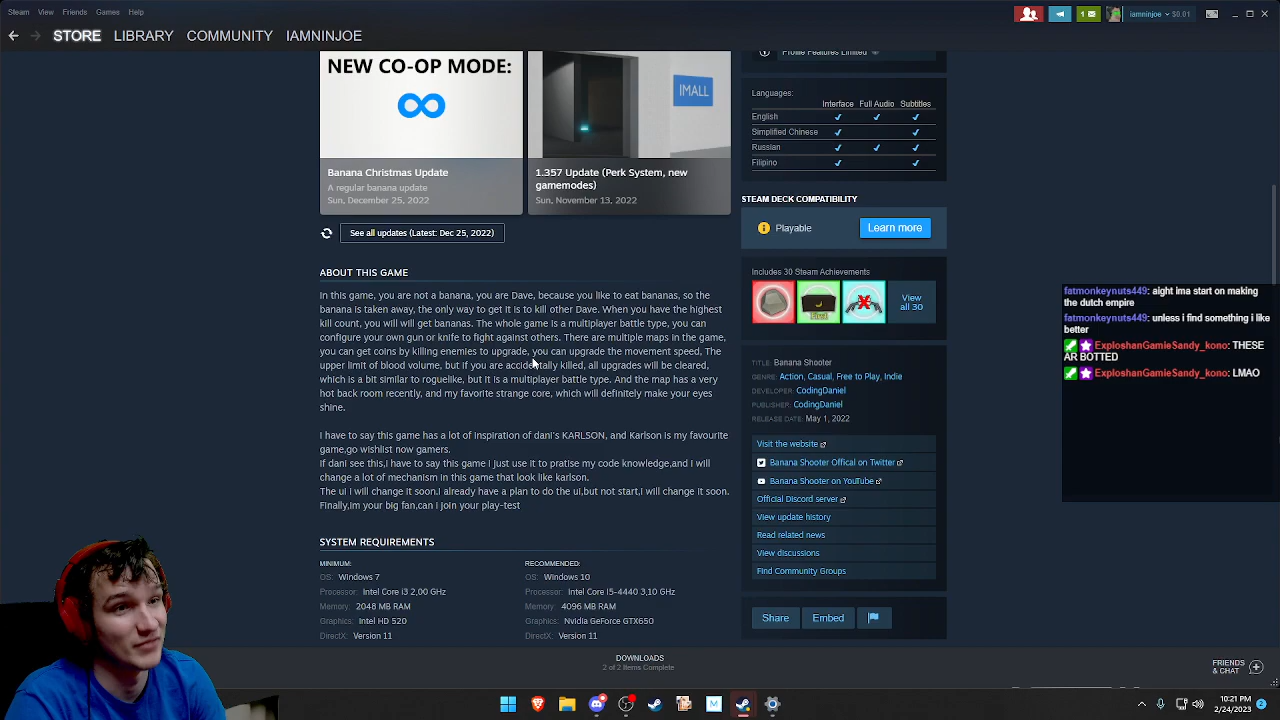 Steam View Friends Games Help
1 iamninjoe $0.01
STORE LIBRARY COMMUNITY IAMNINJOE
NEW CO-OP MODE:
Banana Christmas Update
A regular banana update
Sun, December 25, 2022
IMALL
1.357 Update (Perk System, new
gamemodes)
Sun, November 13, 2022
See all updates (Latest: Dec 25, 2022)
ABOUT THIS GAME
In this game, you are not a banana, you are Dave, because you like to eat bananas, so the
banana is taken away, the only way to get it is to kill other Dave. When you have the highest
kill count, you will will get bananas. The whole game is a multiplayer battle type, you can
configure your own gun or knife to fight against others. There are multiple maps in the game,
you can get coins by killing enemies to upgrade, you can upgrade the movement speed, The
upper limit of blood volume, but if you are accidentally killed, all upgrades will be cleared,
which is a bit similar to roguelike, but it is a multiplayer battle type. And the map has a very
hot back room recently, and my favorite strange core, which will definitely make your eyes
shine.
I have to say this game has a lot of inspiration of dani's KARLSON, and Karlson is my favourite
game,go wishlist now gamers.
If dani see this,i have to say this game i just use it to pratise my code knowledge,and i will
change a lot of mechanism in this game that look like karlson.
The ui i will change it soon,i already have a plan to do the ui,but not start,i will change it soon.
Finally,im your big fan,can i join your play-test
SYSTEM REQUIREMENTS
MINIMUM:
OS: Windows 7
Processor: Intel Core i3 2,00 GHz
Memory: 2048 MB RAM
Graphics: Intel HD 520
DirectX: Version 11
RECOMMENDED:
OS: Windows 10
Processor: Intel Core i5-4440 3,10 GHz
Memory: 4096 MB RAM
Graphics: Nvidia GeForce GTX650
DirectX: Version 11
Profile Features Limited
Languages:
Interface Full Audio Subtitles
English ✓ ✓ ✓
Simplified Chinese ✓ ✓
Russian ✓ ✓ ✓
Filipino ✓ ✓
STEAM DECK COMPATIBILITY
Playable Learn more
Includes 30 Steam Achievements
View
all 30
TITLE: Banana Shooter
GENRE: Action, Casual, Free to Play, Indie
DEVELOPER: CodingDaniel
PUBLISHER: CodingDaniel
RELEASE DATE: May 1, 2022
Visit the website
Banana Shooter Offical on Twitter
Banana Shooter on YouTube
Official Discord server
View update history
Read related news
View discussions
Find Community Groups
Share Embed
fatmonkeynuts449: aight ima start on making
the dutch empire
fatmonkeynuts449: unless i find something i like
better
ExploshanGamieSandy_kono: THESE
AR BOTTED
ExploshanGamieSandy_kono: LMAO
DOWNLOADS
2 of 2 Items Complete
FRIENDS
& CHAT
9:21 PM
10/24/2023
2